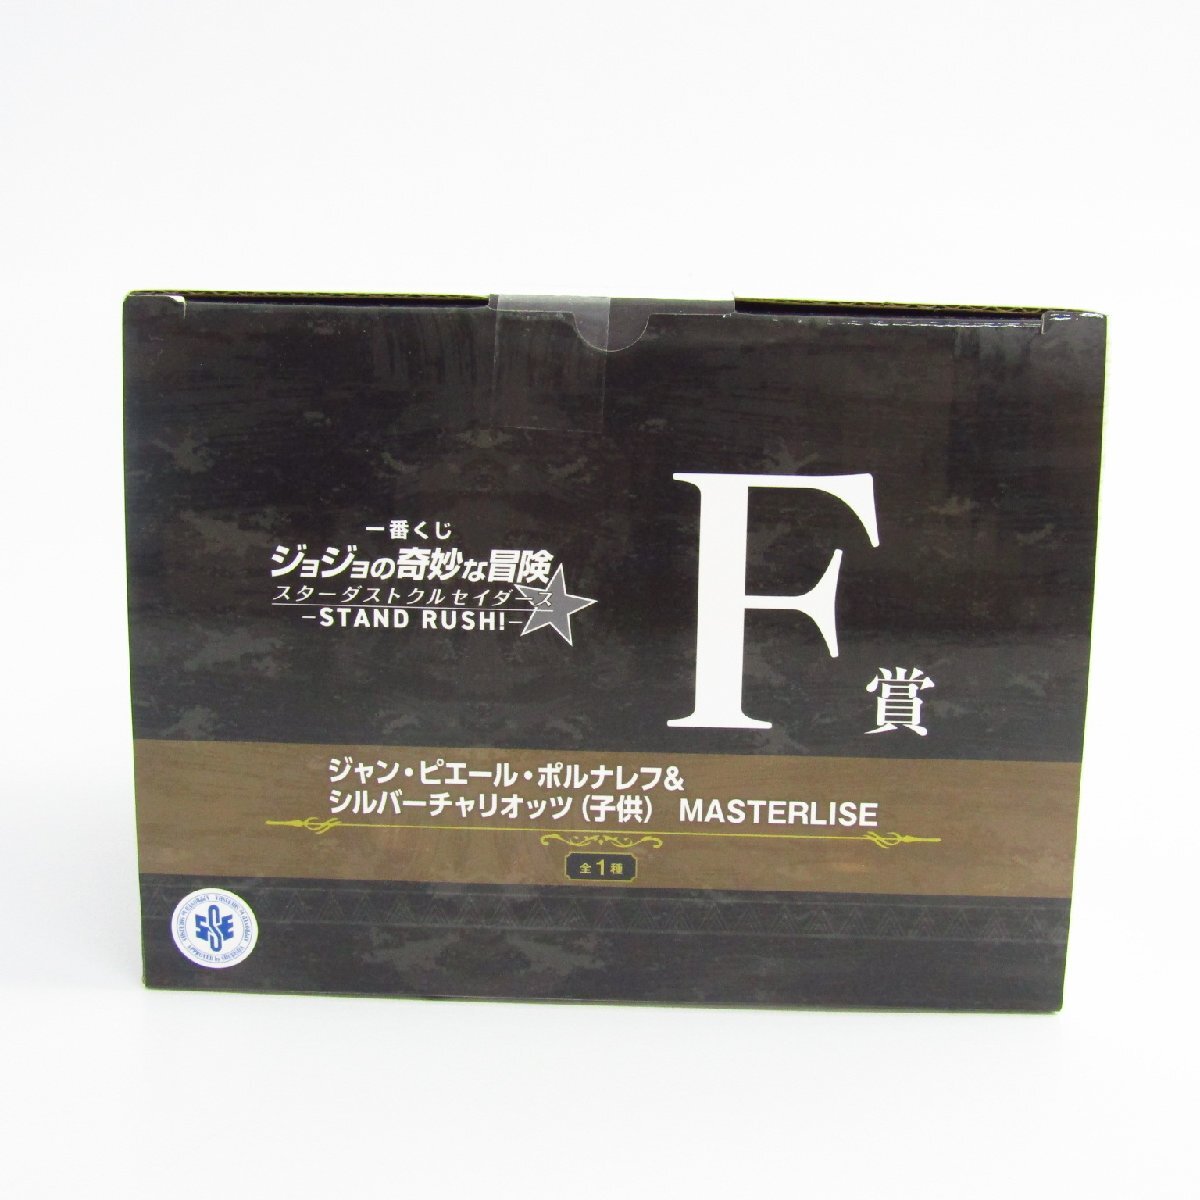 一番くじ
ジョジョの奇妙な冒険
スターダストクルセイダース
-STAND RUSH!-
F賞
ジャン・ピエール・ポルナレフ&
シルバーチャリオッツ(子供) MASTERLISE
全1種
SSE